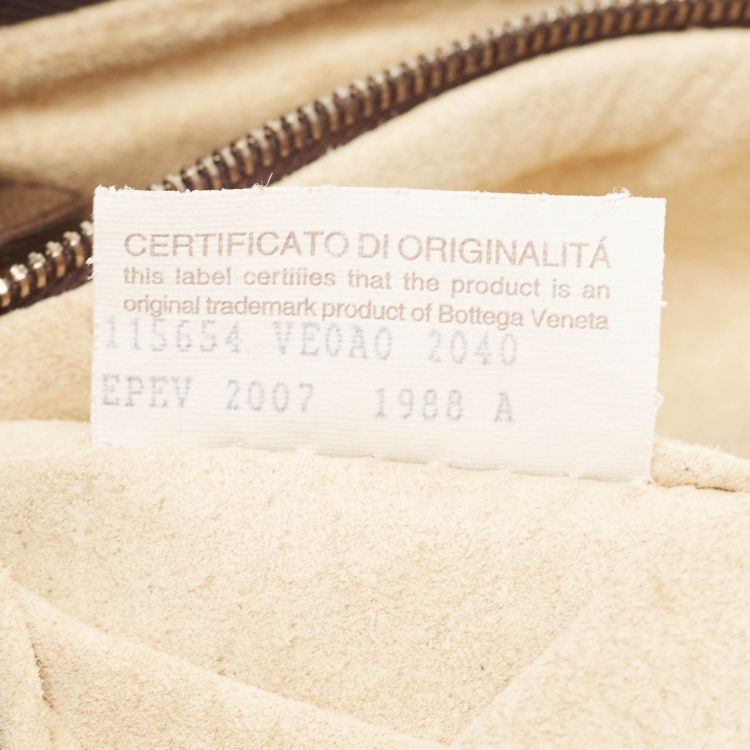 CERTIFICATO DI ORIGINALITÁ
this label certifies that the product is an
original trademark product of Bottega Veneta
115654 VE0A0 2040
EPEV 2007 1988 A